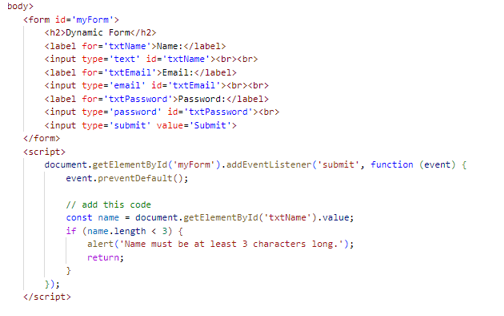 body>
<form id='myForm'>
<h2>Dynamic Form</h2>
<label for='txtName'>Name:</label>
<input type='text' id='txtName'><br><br>
<label for='txtEmail'>Email:</label>
<input type='email' id='txtEmail'><br><br>
<label for='txtPassword'>Password:</label>
<input type='password' id='txtPassword'><br>
<input type='submit' value='Submit'>
</form>
<script>
document.getElementById('myForm').addEventListener('submit', function (event) {
event.preventDefault();
// add this code
const name = document.getElementById('txtName').value;
if (name.length < 3) {
alert('Name must be at least 3 characters long.');
return;
}
});
</script>